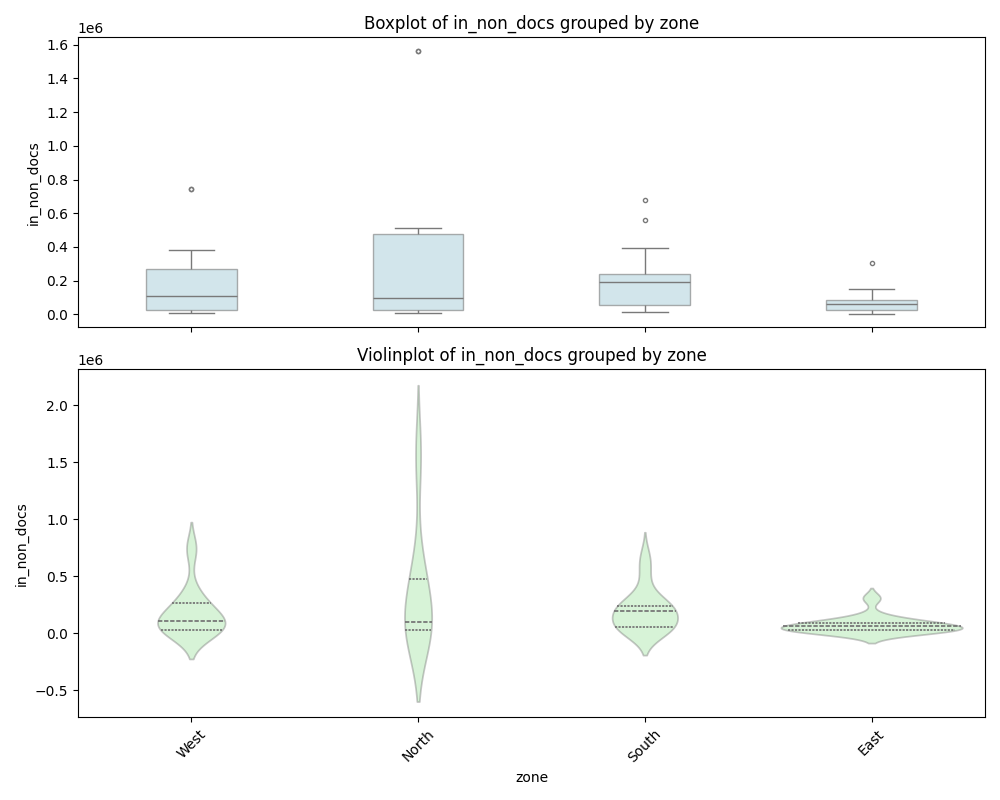 Boxplot of in_non_docs grouped by zone
1e6
1.6
1.4
1.2
1.0
0.8
0.6
0.4
0.2
0.0
in_non_docs
Violinplot of in_non_docs grouped by zone
1e6
2.0
1.5
1.0
0.5
0.0
−0.5
in_non_docs
West
North
South
East
zone